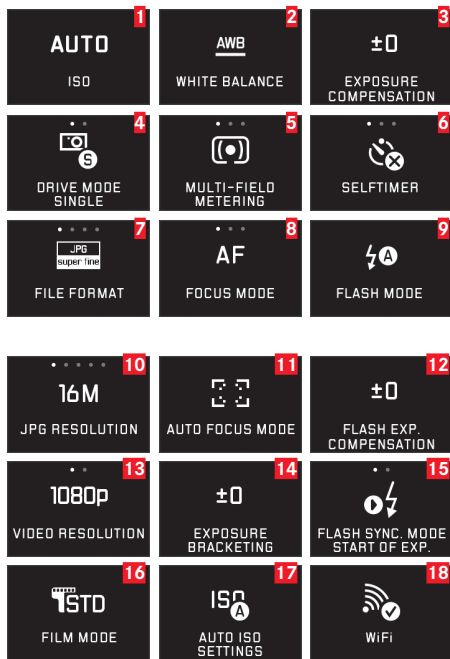 1
AUTO
ISO
2
AWB
WHITE BALANCE
3
±0
EXPOSURE
COMPENSATION
4
S
DRIVE MODE
SINGLE
5
MULTI-FIELD
METERING
6
SELFTIMER
7
JPG
super fine
FILE FORMAT
8
AF
FOCUS MODE
9
A
FLASH MODE
10
16M
JPG RESOLUTION
11
AUTO FOCUS MODE
12
±0
FLASH EXP.
COMPENSATION
13
1080p
VIDEO RESOLUTION
14
±0
EXPOSURE
BRACKETING
15
FLASH SYNC. MODE
START OF EXP.
16
STD
FILM MODE
17
ISO
A
AUTO ISO
SETTINGS
18
WiFi